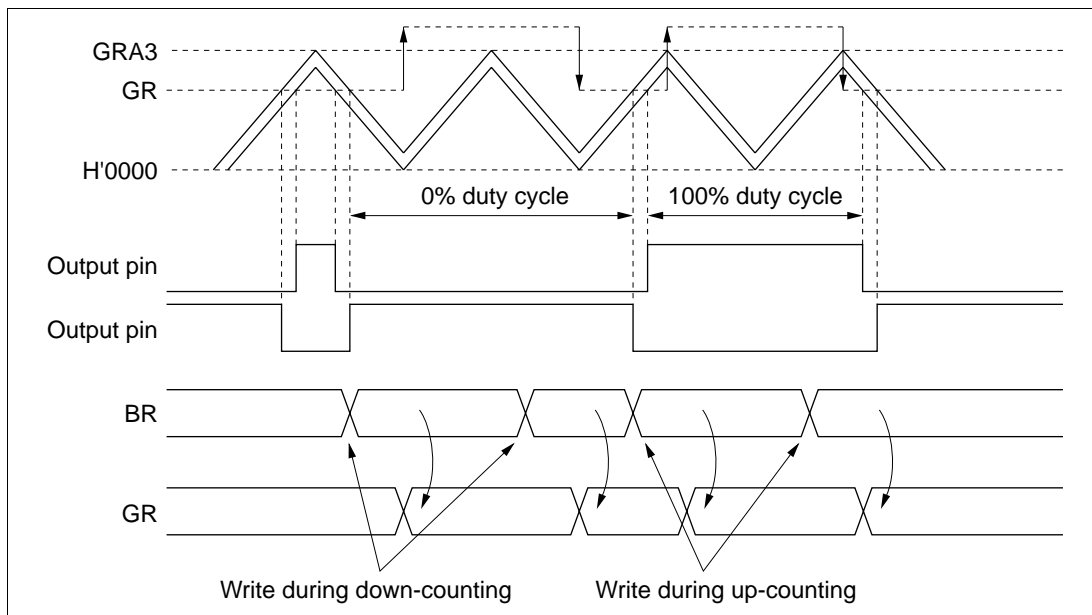 GRA3
GR
H'0000
0% duty cycle
100% duty cycle
Output pin
Output pin
BR
GR
Write during down-counting
Write during up-counting